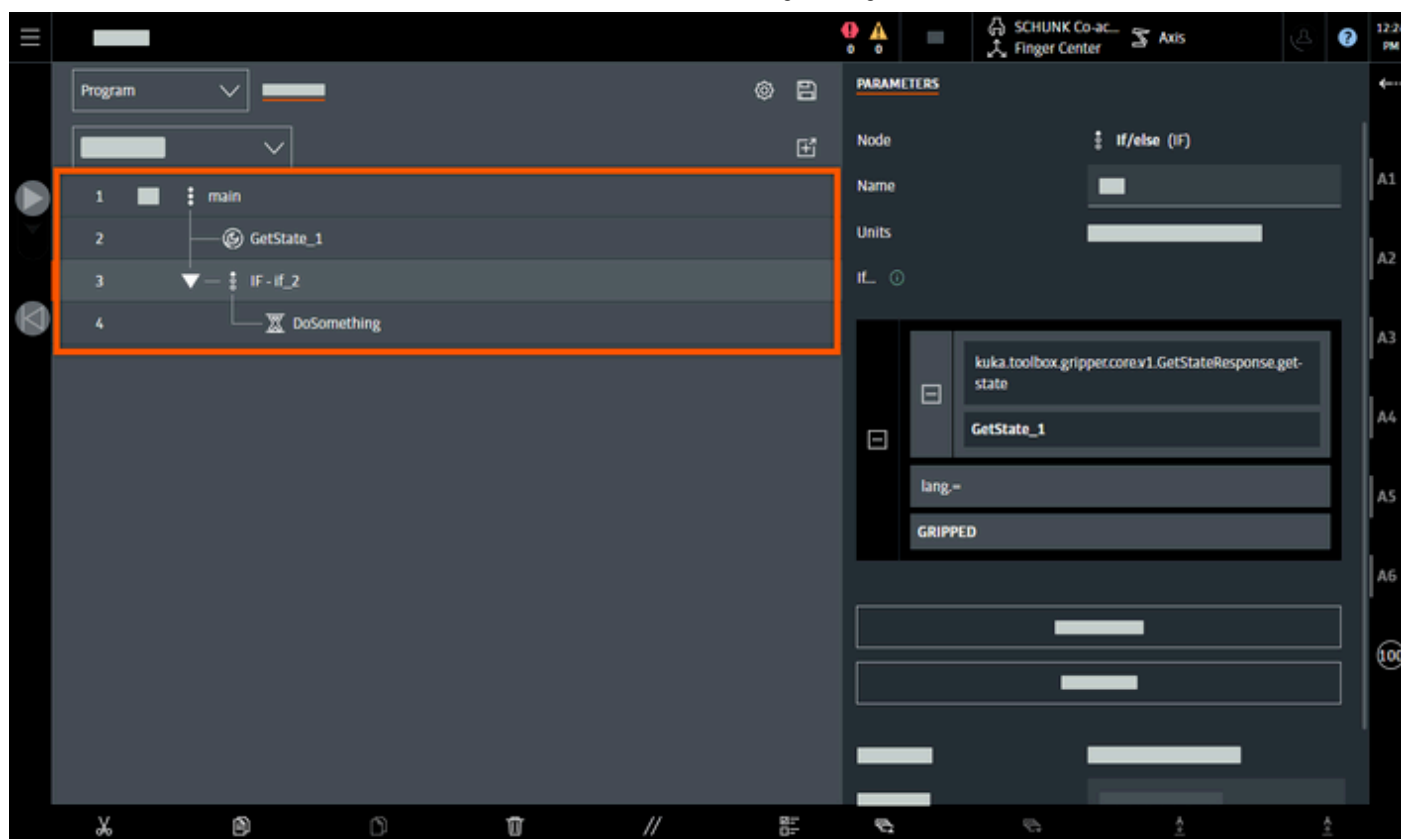 SCHUNK Co-ac...
Finger Center
Axis
0 0
?
12:2
PM
Program
PARAMETERS
Node
If/else (IF)
Name
Units
If...
1 main
2 GetState_1
3 IF - if_2
4 DoSomething
kuka.toolbox.gripper.core.v1.GetStateResponse.get-
state
GetState_1
lang.=
GRIPPED
A1
A2
A3
A4
A5
A6
100
//